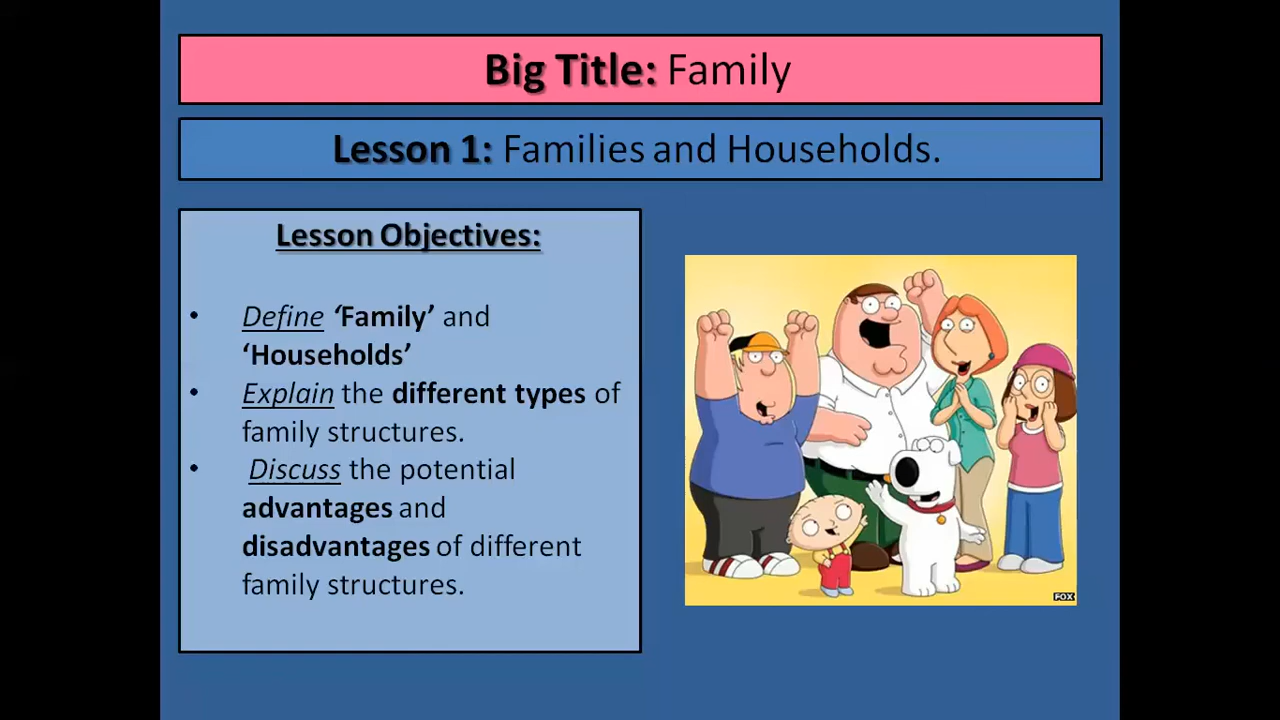 Big Title: Family
Lesson 1: Families and Households.
Lesson Objectives:
• Define ‘Family’ and
‘Households’
• Explain the different types of
family structures.
• Discuss the potential
advantages and
disadvantages of different
family structures.
FOX